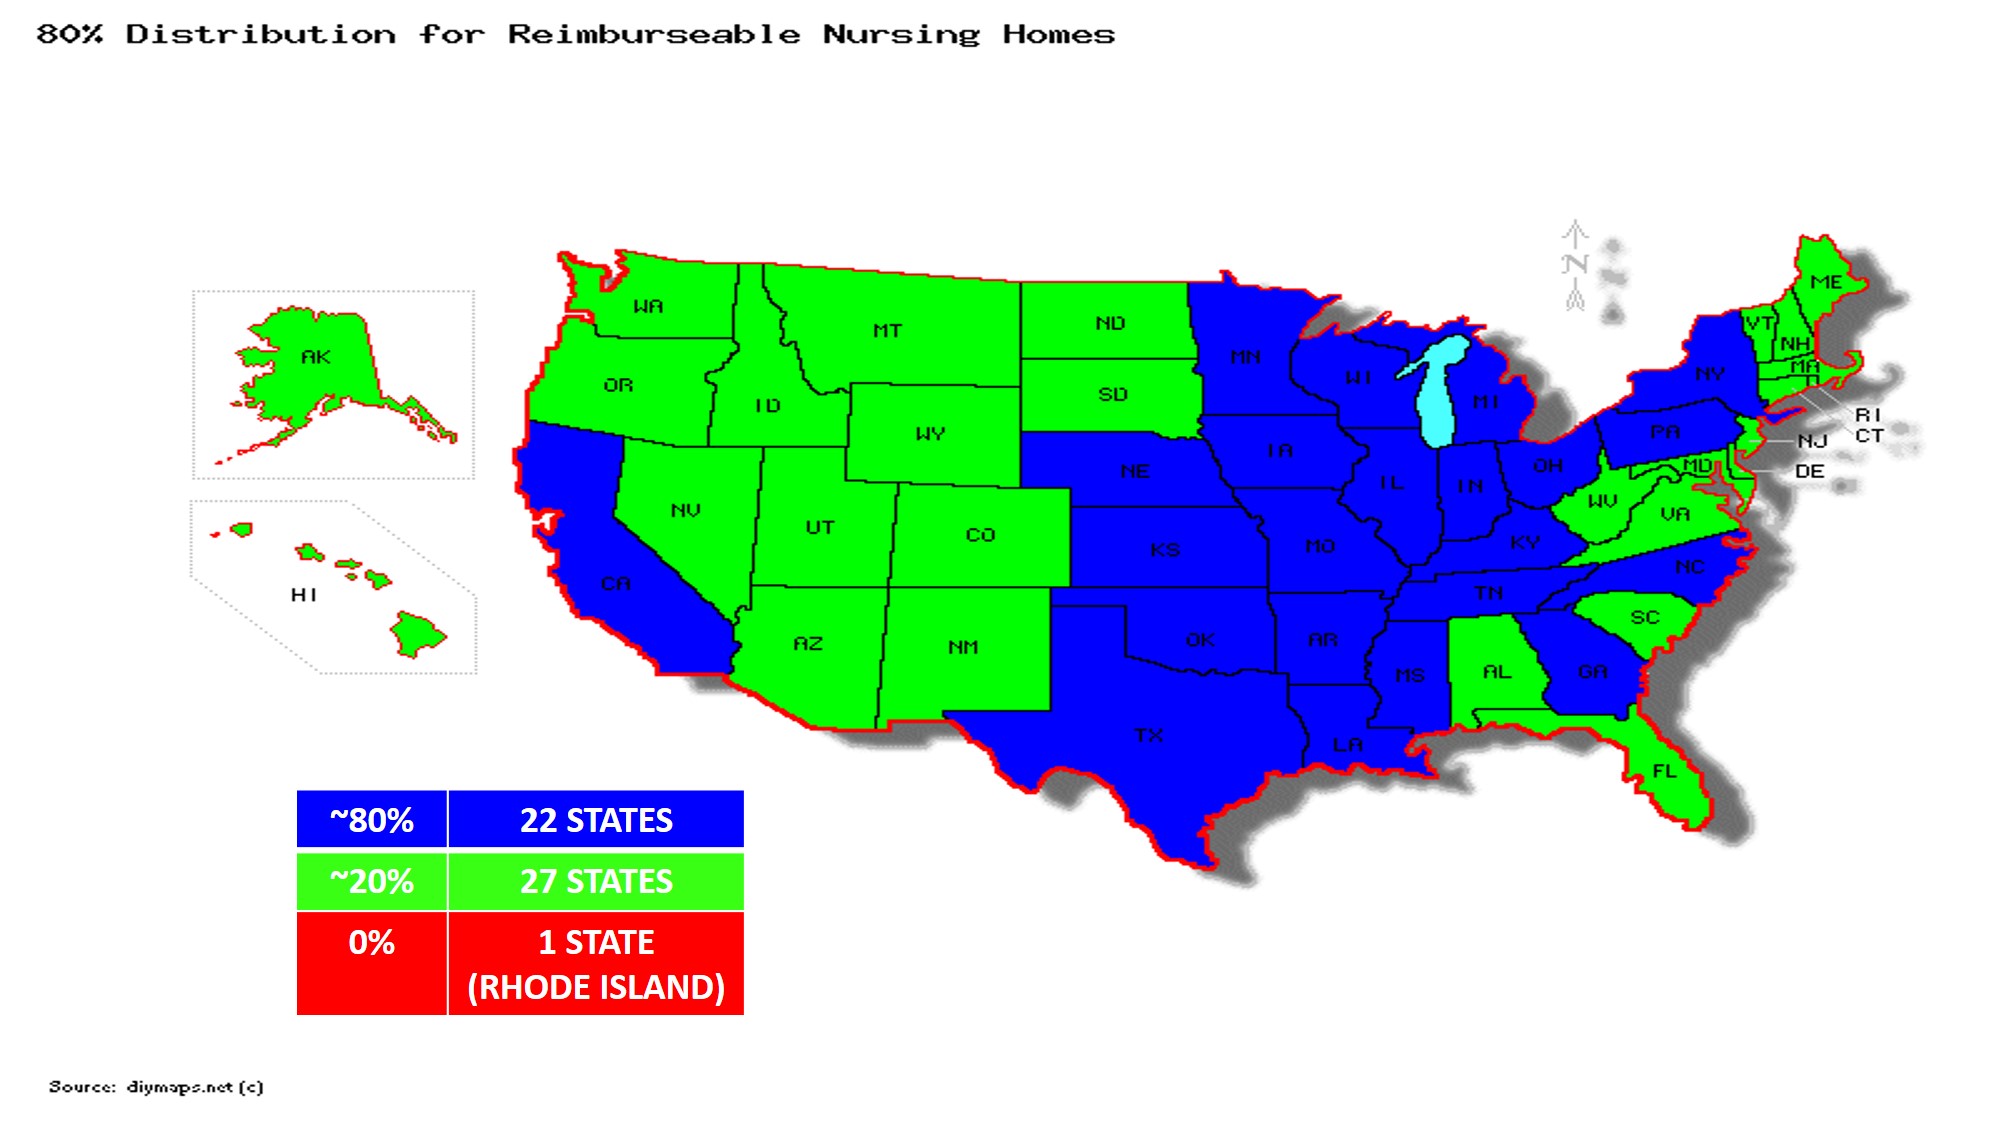 80% Distribution for Reimburseable Nursing Homes
N
ME
WA
MT
ND
VT
NH
AK
MN
MA
OR
WI
NY
SD
MI
ID
RI
WY
PA
CT
NJ
IA
OH
MD
NE
DE
IL
IN
WV
NV
VA
UT
CO
KY
MO
KS
NC
CA
TN
HI
SC
OK
AR
AZ
NM
AL
GA
MS
TX
LA
FL
~80% 22 STATES
~20% 27 STATES
0% 1 STATE
(RHODE ISLAND)
Source: diymaps.net (c)